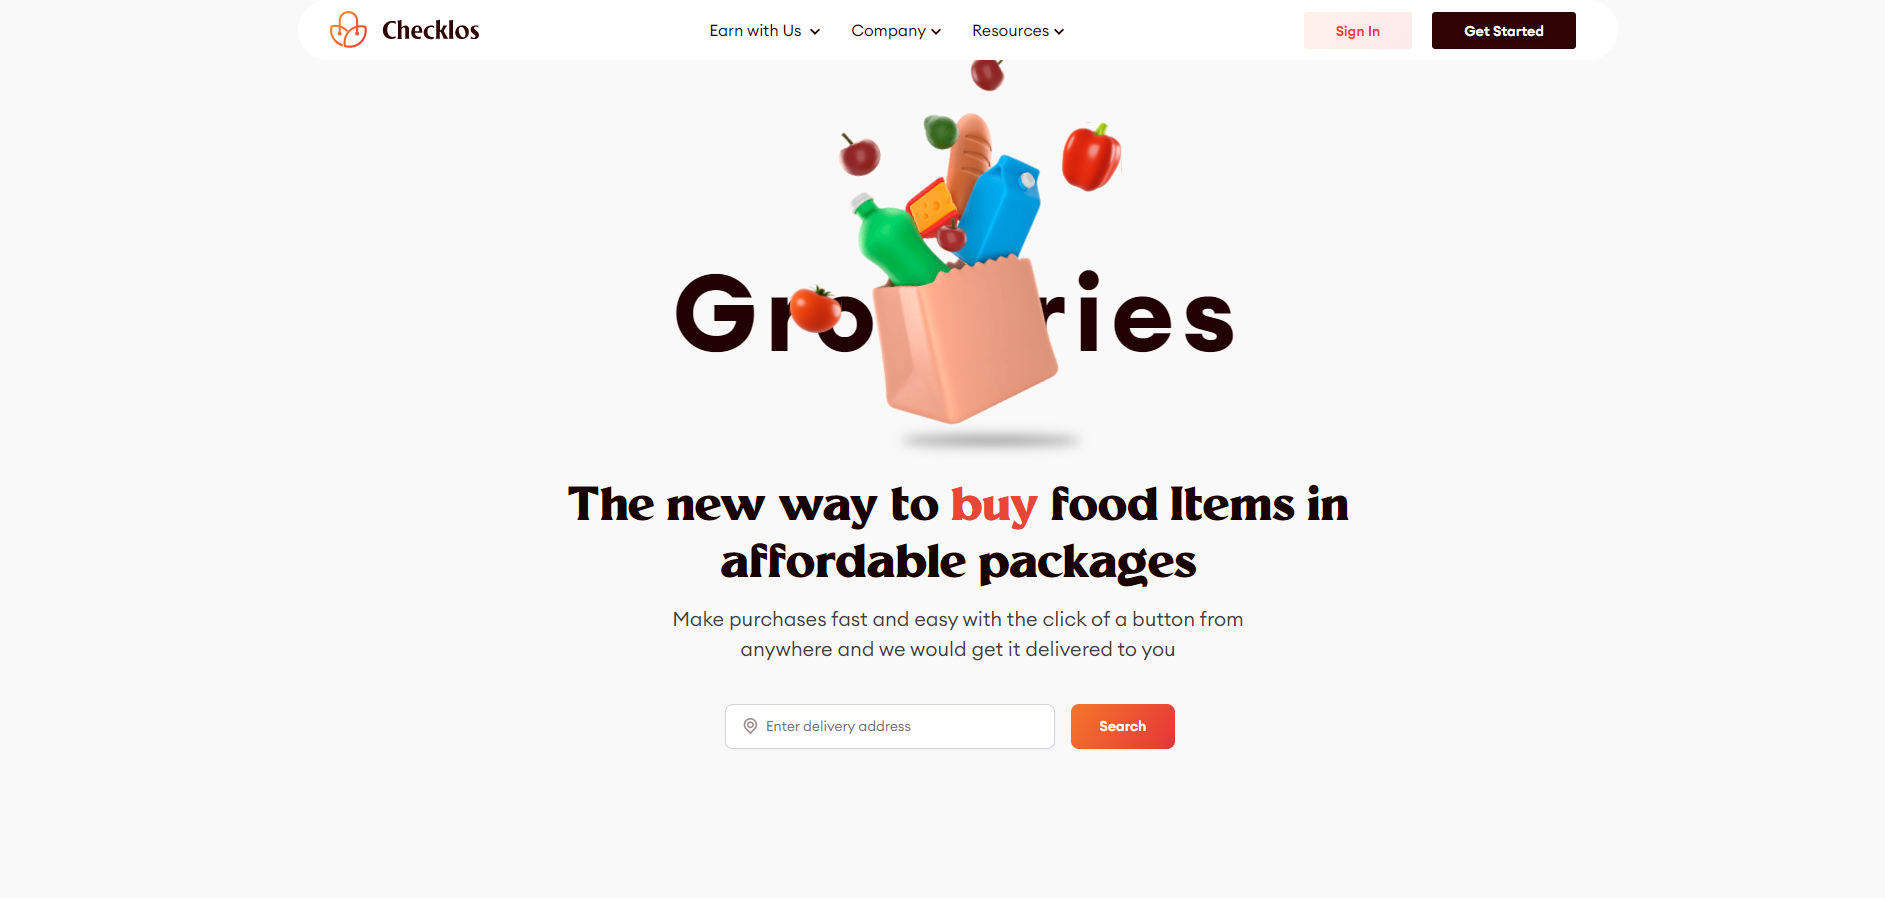 Checklos
Earn with Us
Company
Resources
Sign In
Get Started
Gro ries
The new way to buy food Items in
affordable packages
Make purchases fast and easy with the click of a button from
anywhere and we would get it delivered to you
Enter delivery address
Search